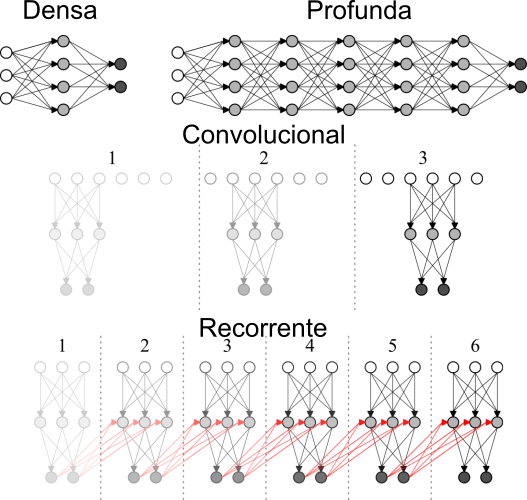 Densa Profunda
Convolucional
1 2 3
Recorrente
1 2 3 4 5 6